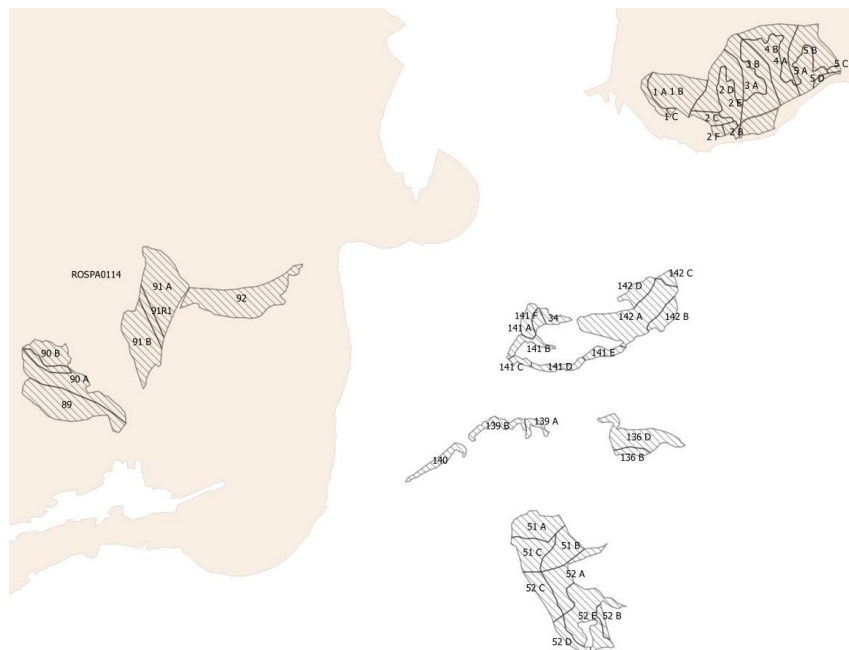 5 B
4 B
4 A
5 C
3 B
5 A
5 D
1 A
1 B
2 D
3 A
2 E
1 C
2 C
2 B
2 F
ROSPA0114
91 A
92
91R1
91 B
90 B
90 A
89
142 C
142 D
142 A
142 B
141 F
34
141 A
141 B
141 E
141 C
141 D
139 A
139 B
136 D
136 B
140
51 A
51 B
51 C
52 A
52 C
52 E
52 B
52 D